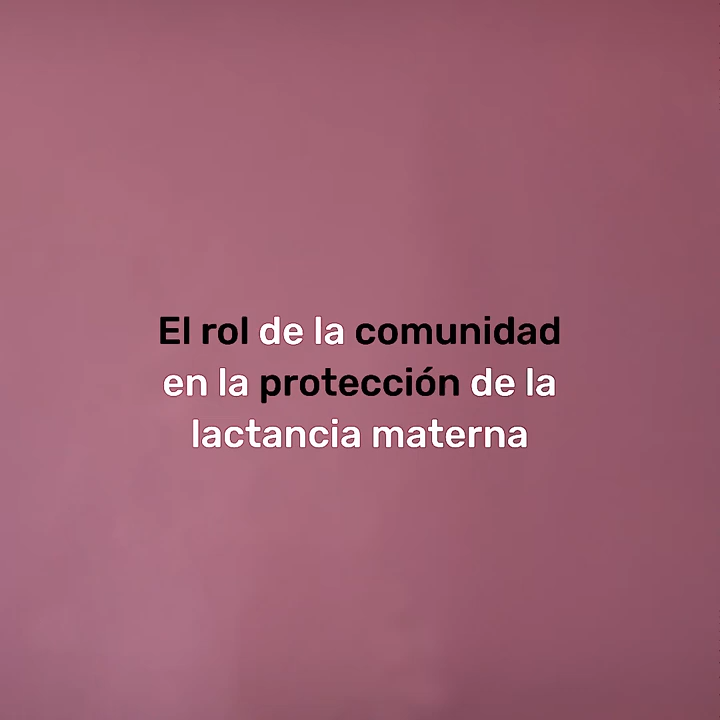 El rol de la comunidad
en la protección de la
lactancia materna